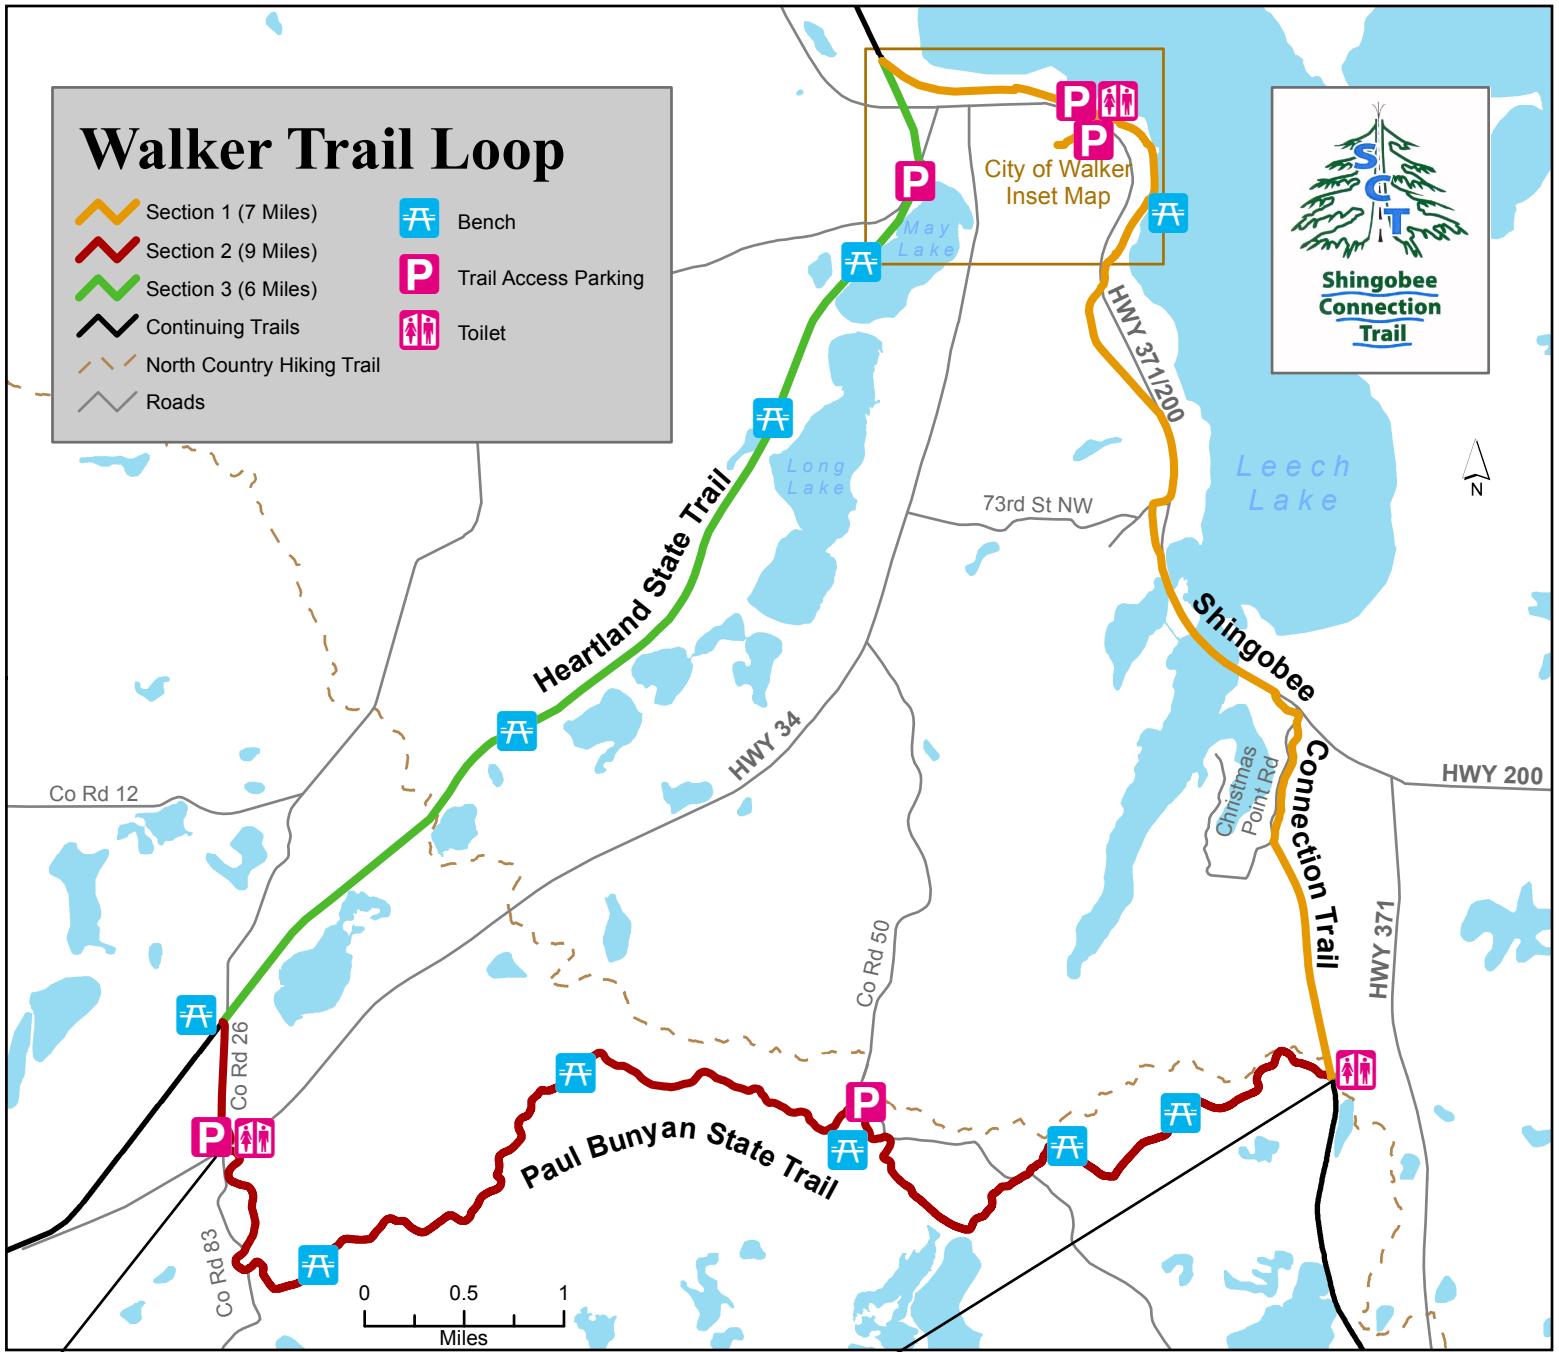 Walker Trail Loop
Section 1 (7 Miles)
Section 2 (9 Miles)
Section 3 (6 Miles)
Continuing Trails
North Country Hiking Trail
Roads
Bench
P
Trail Access Parking
Toilet
P
P
P
City of Walker
Inset Map
May
Lake
S
C
T
Shingobee
Connection
Trail
HWY 371/200
Long
Lake
Leech
Lake
N
73rd St NW
Heartland State Trail
Shingobee
Connection Trail
HWY 34
HWY 200
Co Rd 12
Christmas
Point Rd
HWY 371
Co Rd 50
Co Rd 26
P
P
Paul Bunyan State Trail
Co Rd 83
0 0.5 1
Miles